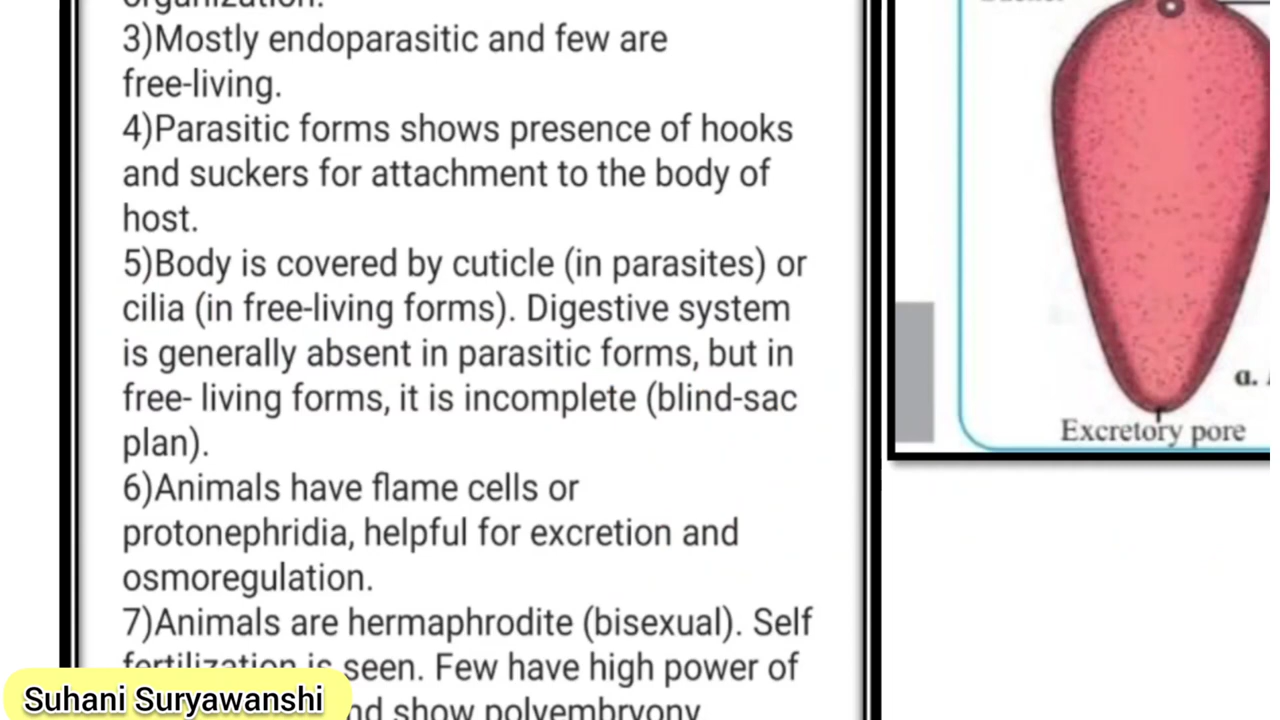 organization.
3)Mostly endoparasitic and few are
free-living.
4)Parasitic forms shows presence of hooks
and suckers for attachment to the body of
host.
5)Body is covered by cuticle (in parasites) or
cilia (in free-living forms). Digestive system
is generally absent in parasitic forms, but in
free- living forms, it is incomplete (blind-sac
plan).
6)Animals have flame cells or
protonephridia, helpful for excretion and
osmoregulation.
7)Animals are hermaphrodite (bisexual). Self
fertilization is seen. Few have high power of
nd show polyembryony
Suhani Suryawanshi
a.
Excretory pore